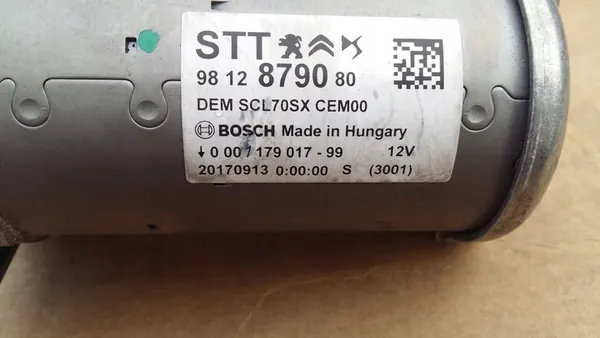 STT
98 12 8790 80
DEM SCL70SX CEM00
BOSCH Made in Hungary
0 00 179 017 - 99 12V
20170913 0:00:00 S (3001)